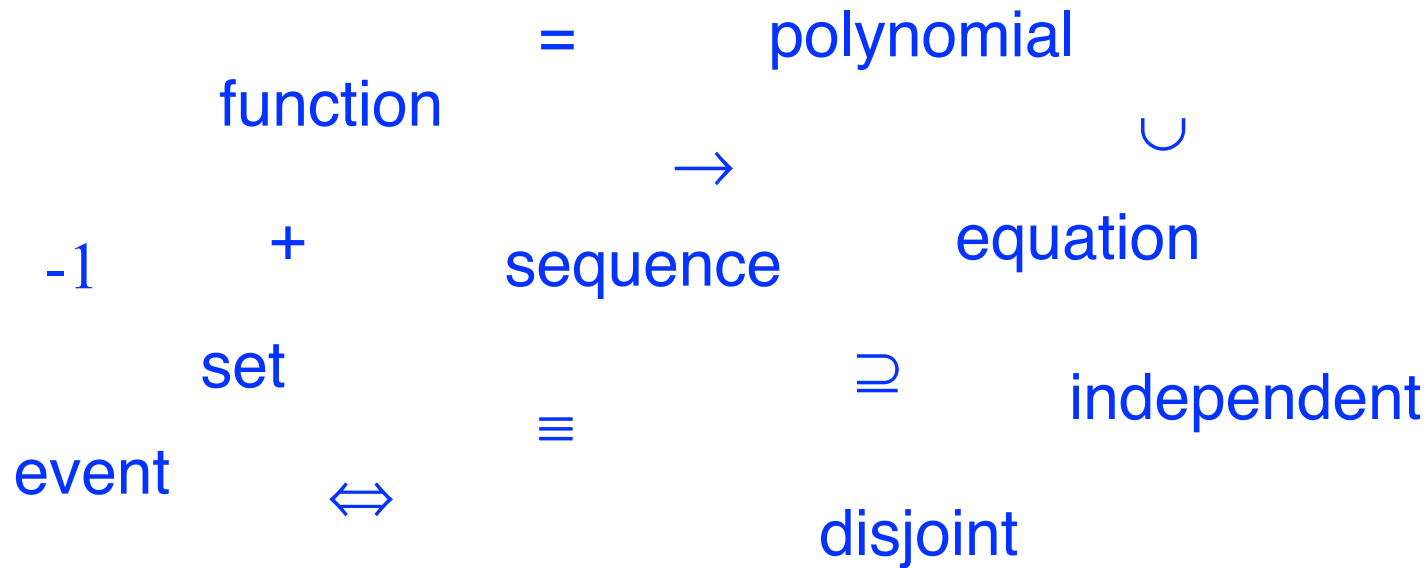 = polynomial
function
∪
→
-1 + sequence equation
set ⊇
independent
≡
event ⇔
disjoint